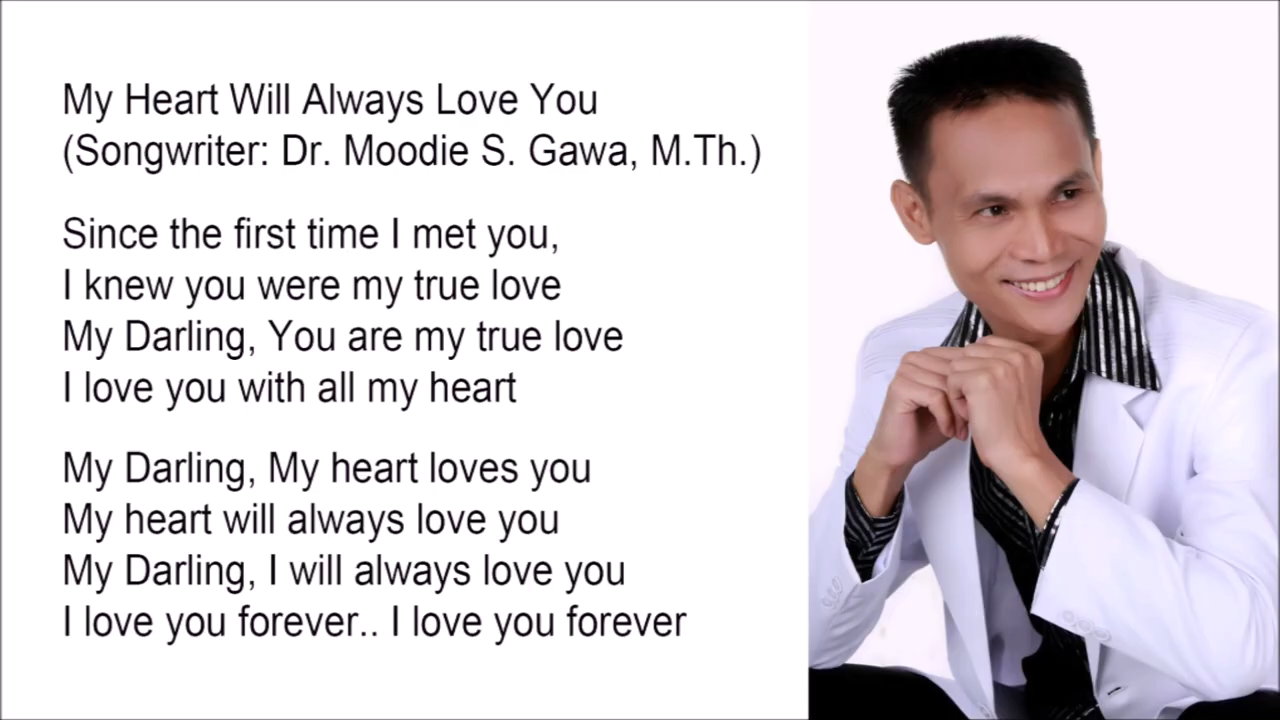 My Heart Will Always Love You
(Songwriter: Dr. Moodie S. Gawa, M.Th.)
Since the first time I met you,
I knew you were my true love
My Darling, You are my true love
I love you with all my heart
My Darling, My heart loves you
My heart will always love you
My Darling, I will always love you
I love you forever.. I love you forever